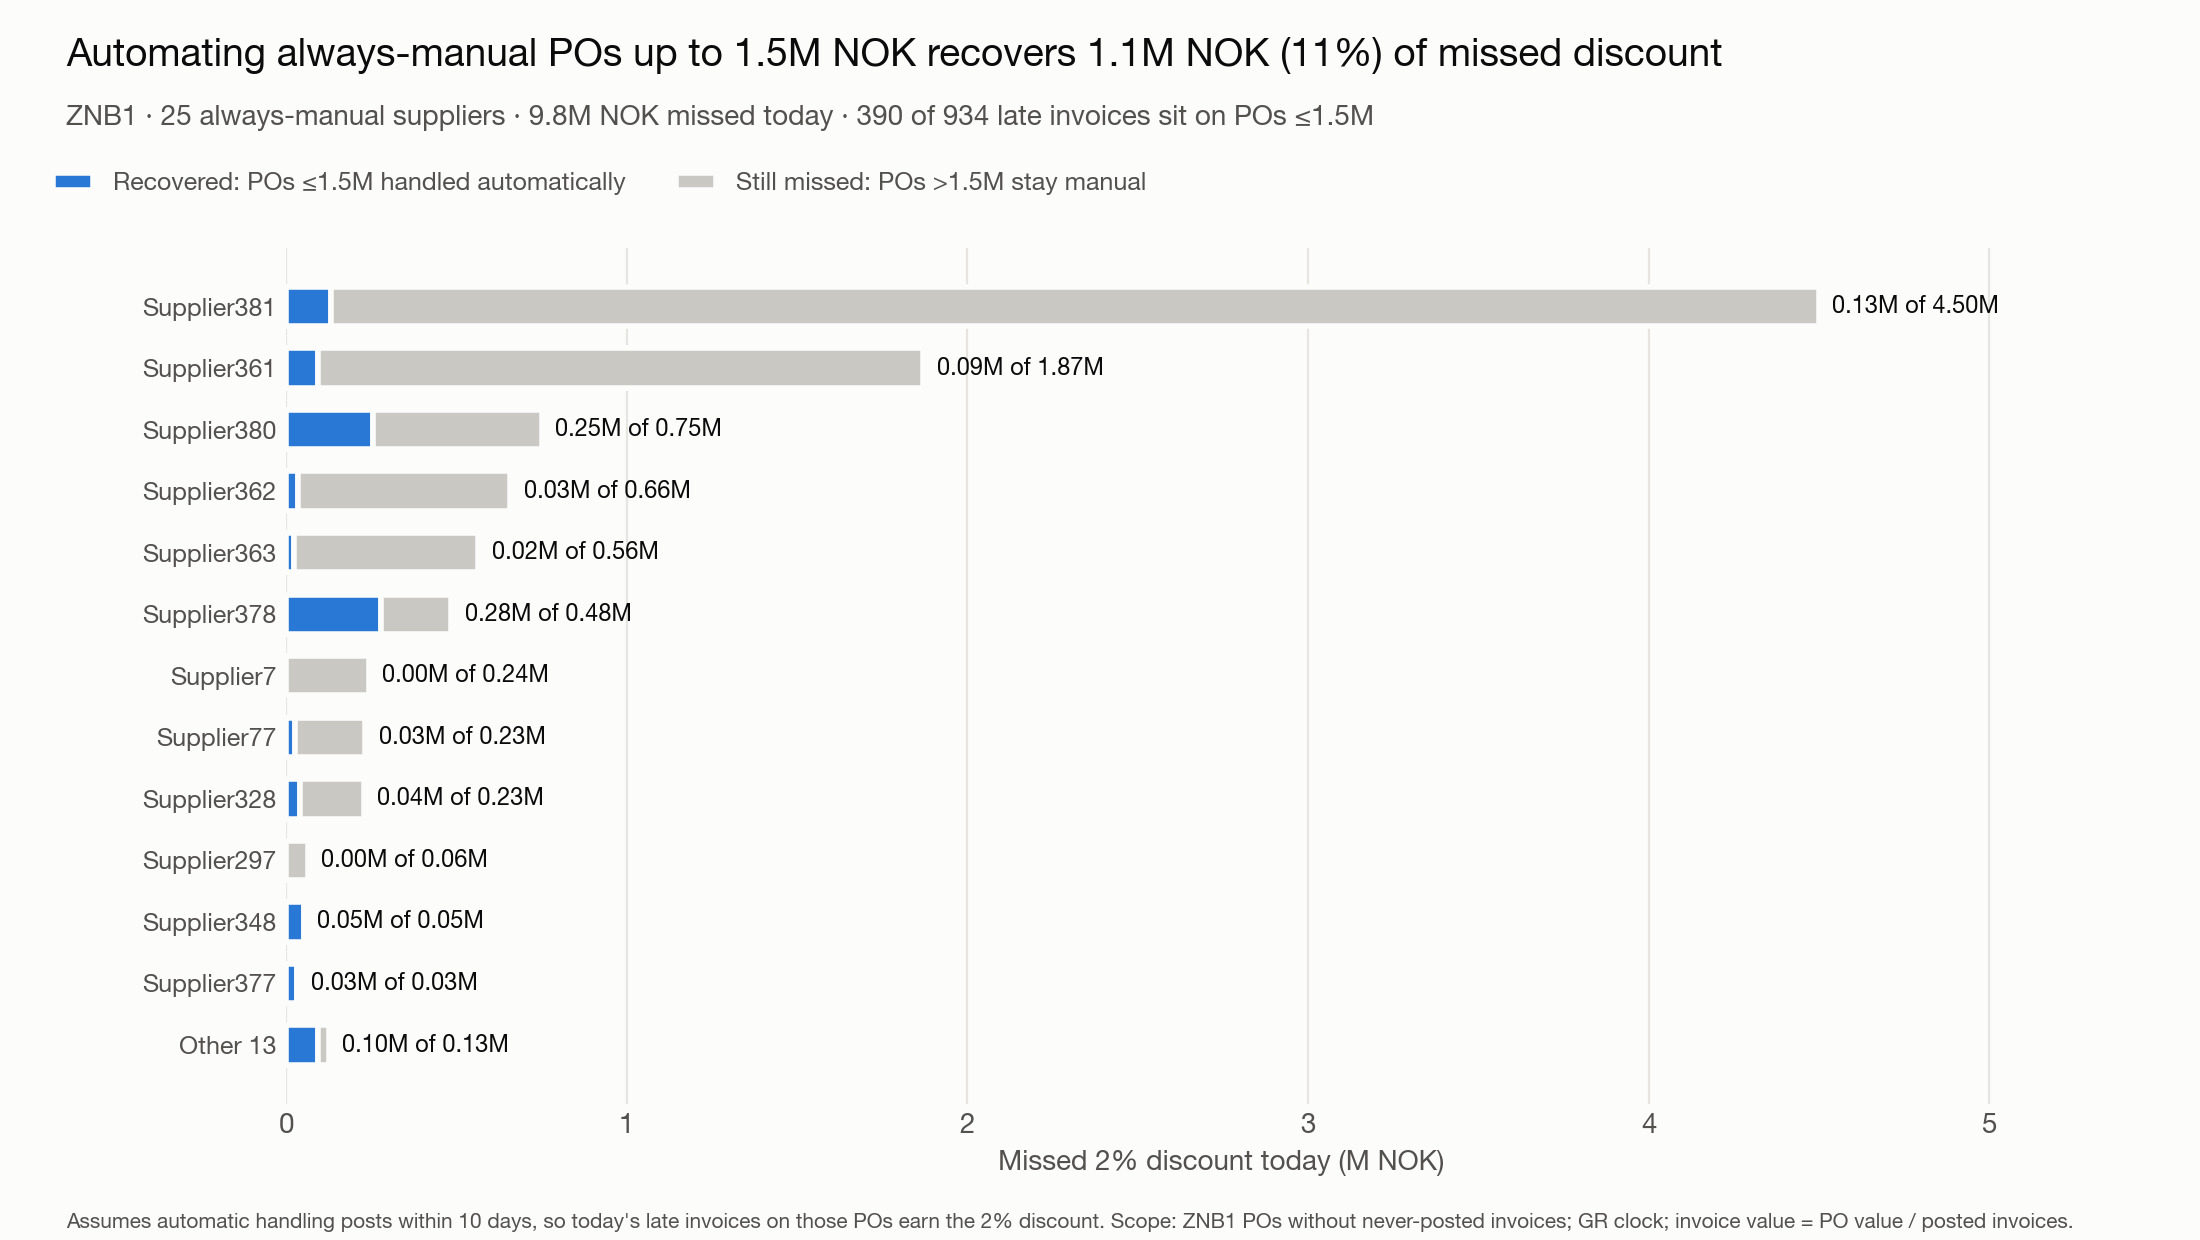 Automating always-manual POs up to 1.5M NOK recovers 1.1M NOK (11%) of missed discount
ZNB1 · 25 always-manual suppliers · 9.8M NOK missed today · 390 of 934 late invoices sit on POs ≤1.5M
Recovered: POs ≤1.5M handled automatically
Still missed: POs >1.5M stay manual
Supplier381 0.13M of 4.50M
Supplier361 0.09M of 1.87M
Supplier380 0.25M of 0.75M
Supplier362 0.03M of 0.66M
Supplier363 0.02M of 0.56M
Supplier378 0.28M of 0.48M
Supplier7 0.00M of 0.24M
Supplier77 0.03M of 0.23M
Supplier328 0.04M of 0.23M
Supplier297 0.00M of 0.06M
Supplier348 0.05M of 0.05M
Supplier377 0.03M of 0.03M
Other 13 0.10M of 0.13M
0 1 2 3 4 5
Missed 2% discount today (M NOK)
Assumes automatic handling posts within 10 days, so today's late invoices on those POs earn the 2% discount. Scope: ZNB1 POs without never-posted invoices; GR clock; invoice value = PO value / posted invoices.